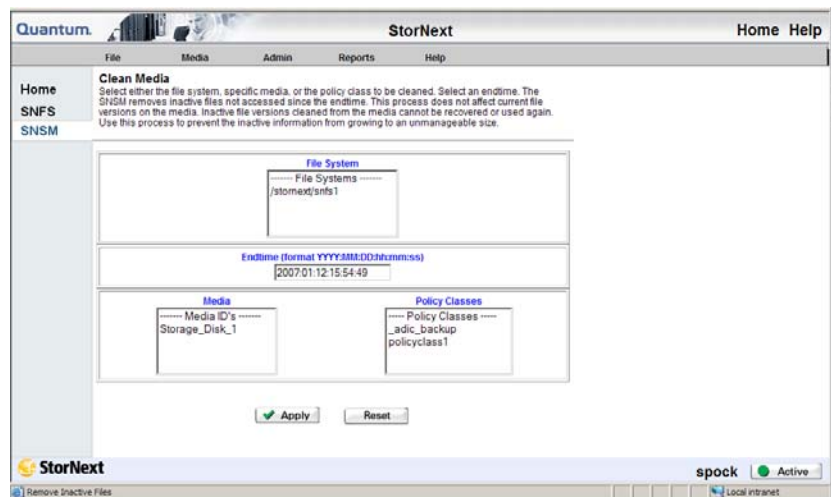 Quantum. StorNext Home Help
File Media Admin Reports Help
Home
SNFS
SNSM
Clean Media
Select either the file system, specific media, or the policy class to be cleaned. Select an endtime. The
SNSM removes inactive files not accessed since the endtime. This process does not affect current file
versions on the media. Inactive file versions cleaned from the media cannot be recovered or used again.
Use this process to prevent the inactive information from growing to an unmanageable size.
File System
------- File Systems -------
/stornext/snfs1
Endtime (format YYYY:MM:DD:hh:mm:ss)
2007:01:12:15:54:49
Media
------- Media ID's -------
Storage_Disk_1
Policy Classes
----- Policy Classes -----
_adic_backup
policyclass1
Apply Reset
StorNext spock Active
Remove Inactive Files Local intranet